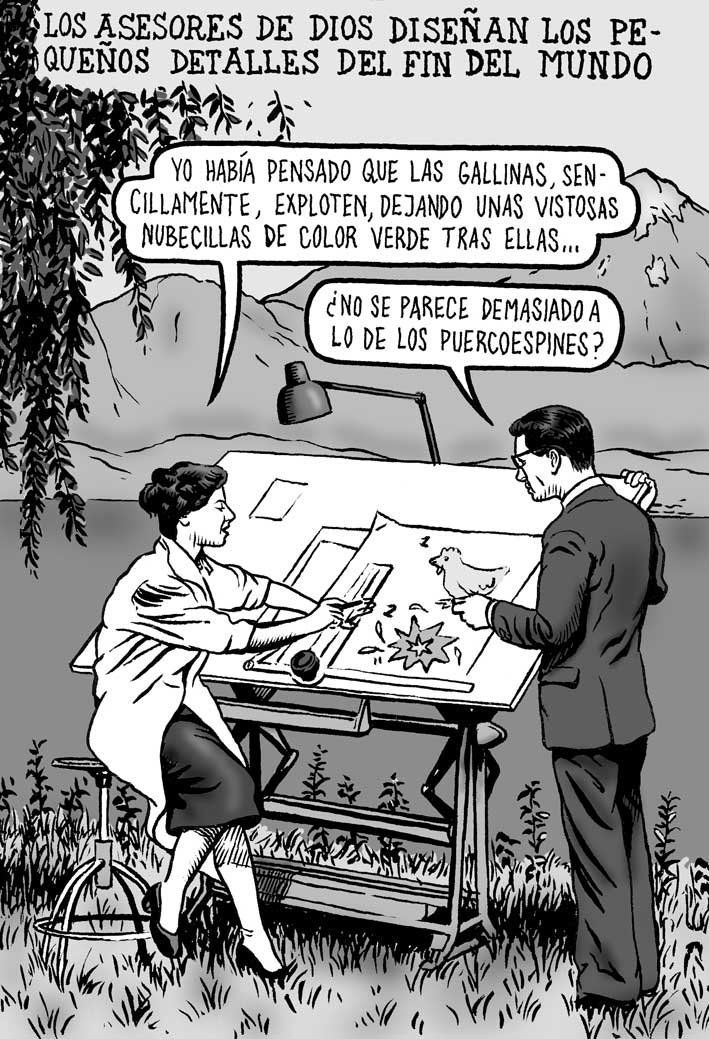 LOS ASESORES DE DIOS DISEÑAN LOS PE-
QUEÑOS DETALLES DEL FIN DEL MUNDO
YO HABÍA PENSADO QUE LAS GALLINAS, SEN-
CILLAMENTE, EXPLOTEN, DEJANDO UNAS VISTOSAS
NUBECILLAS DE COLOR VERDE TRAS ELLAS...
¿NO SE PARECE DEMASIADO A
LO DE LOS PUERCOESPINES?
1
2